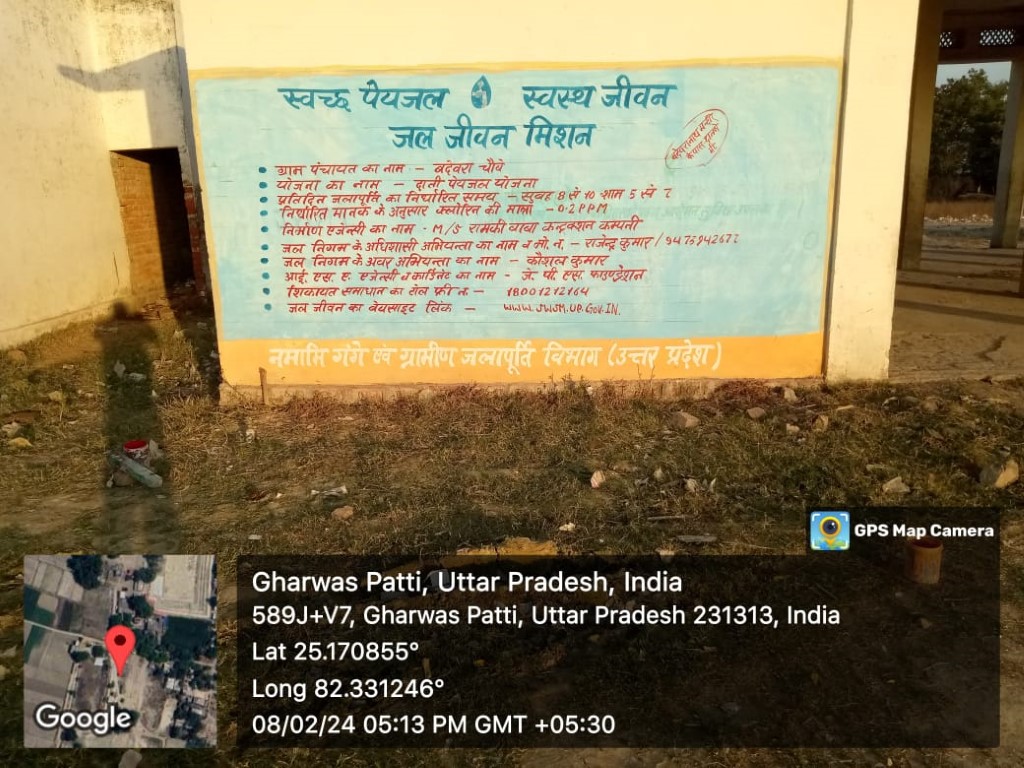 स्वच्छ पेयजल स्वस्थ जीवन
जल जीवन मिशन
ग्राम पंचायत का नाम - बदेवरा चौवे
योजना का नाम - दाती पेयजल योजना
प्रतिदिन जलापूर्ति का निर्धारित समय - सुबह 8 से 10 शाम 5 से 7
निर्धारित मानक के अनुसार क्लोरिन की मात्रा - 0.2 PPM
निर्माण एजेन्सी का नाम - M/S रामकी बाबा कन्ट्रक्शन कम्पनी
जल निगम के अधिशासी अभियन्ता का नाम व मो. न. - राजेन्द्र कुमार /
जल निगम के अवर अभियन्ता का नाम - कौशल कुमार
आई. एस. ए. एजेन्सी व कार्डिनेट का नाम - जे. पी. एस. फाउण्डेशन
शिकायत समाधान का टोल फ्री न. - 18001212164
जल जीवन का वेबसाइट लिंक - WWW.JWJM.UP.GOV.IN.
नमामि गंगे एवं ग्रामीण जलापूर्ति विभाग (उत्तर प्रदेश)
GPS Map Camera
Gharwas Patti, Uttar Pradesh, India
589J+V7, Gharwas Patti, Uttar Pradesh 231313, India
Lat 25.170855°
Long 82.331246°
08/02/24 05:13 PM GMT +05:30
Google